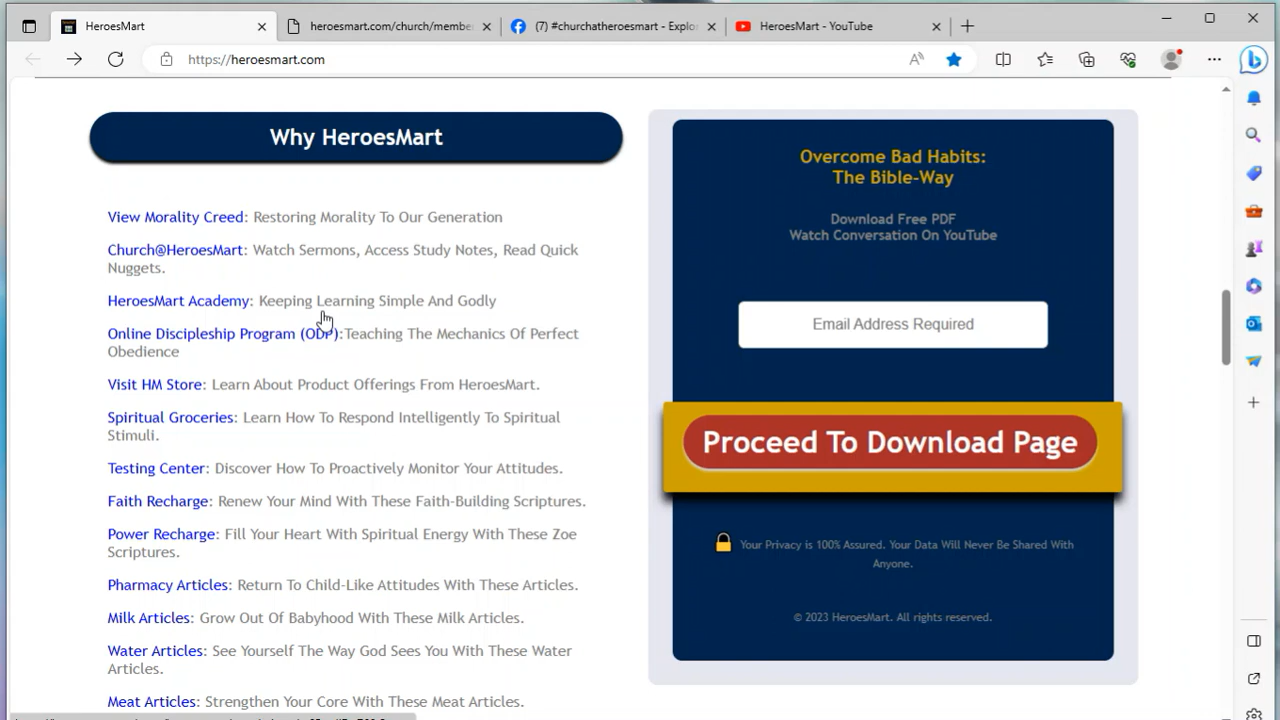 HeroesMart
heroesmart.com/church/membe
(7) #churchatheroesmart - Explor
HeroesMart - YouTube
https://heroesmart.com
Why HeroesMart
View Morality Creed: Restoring Morality To Our Generation
Church@HeroesMart: Watch Sermons, Access Study Notes, Read Quick
Nuggets.
HeroesMart Academy: Keeping Learning Simple And Godly
Online Discipleship Program (ODP):Teaching The Mechanics Of Perfect
Obedience
Visit HM Store: Learn About Product Offerings From HeroesMart.
Spiritual Groceries: Learn How To Respond Intelligently To Spiritual
Stimuli.
Testing Center: Discover How To Proactively Monitor Your Attitudes.
Faith Recharge: Renew Your Mind With These Faith-Building Scriptures.
Power Recharge: Fill Your Heart With Spiritual Energy With These Zoe
Scriptures.
Pharmacy Articles: Return To Child-Like Attitudes With These Articles.
Milk Articles: Grow Out Of Babyhood With These Milk Articles.
Water Articles: See Yourself The Way God Sees You With These Water
Articles.
Meat Articles: Strengthen Your Core With These Meat Articles.
Overcome Bad Habits:
The Bible-Way
Download Free PDF
Watch Conversation On YouTube
Email Address Required
Proceed To Download Page
Your Privacy is 100% Assured. Your Data Will Never Be Shared With
Anyone.
© 2023 HeroesMart. All rights reserved.